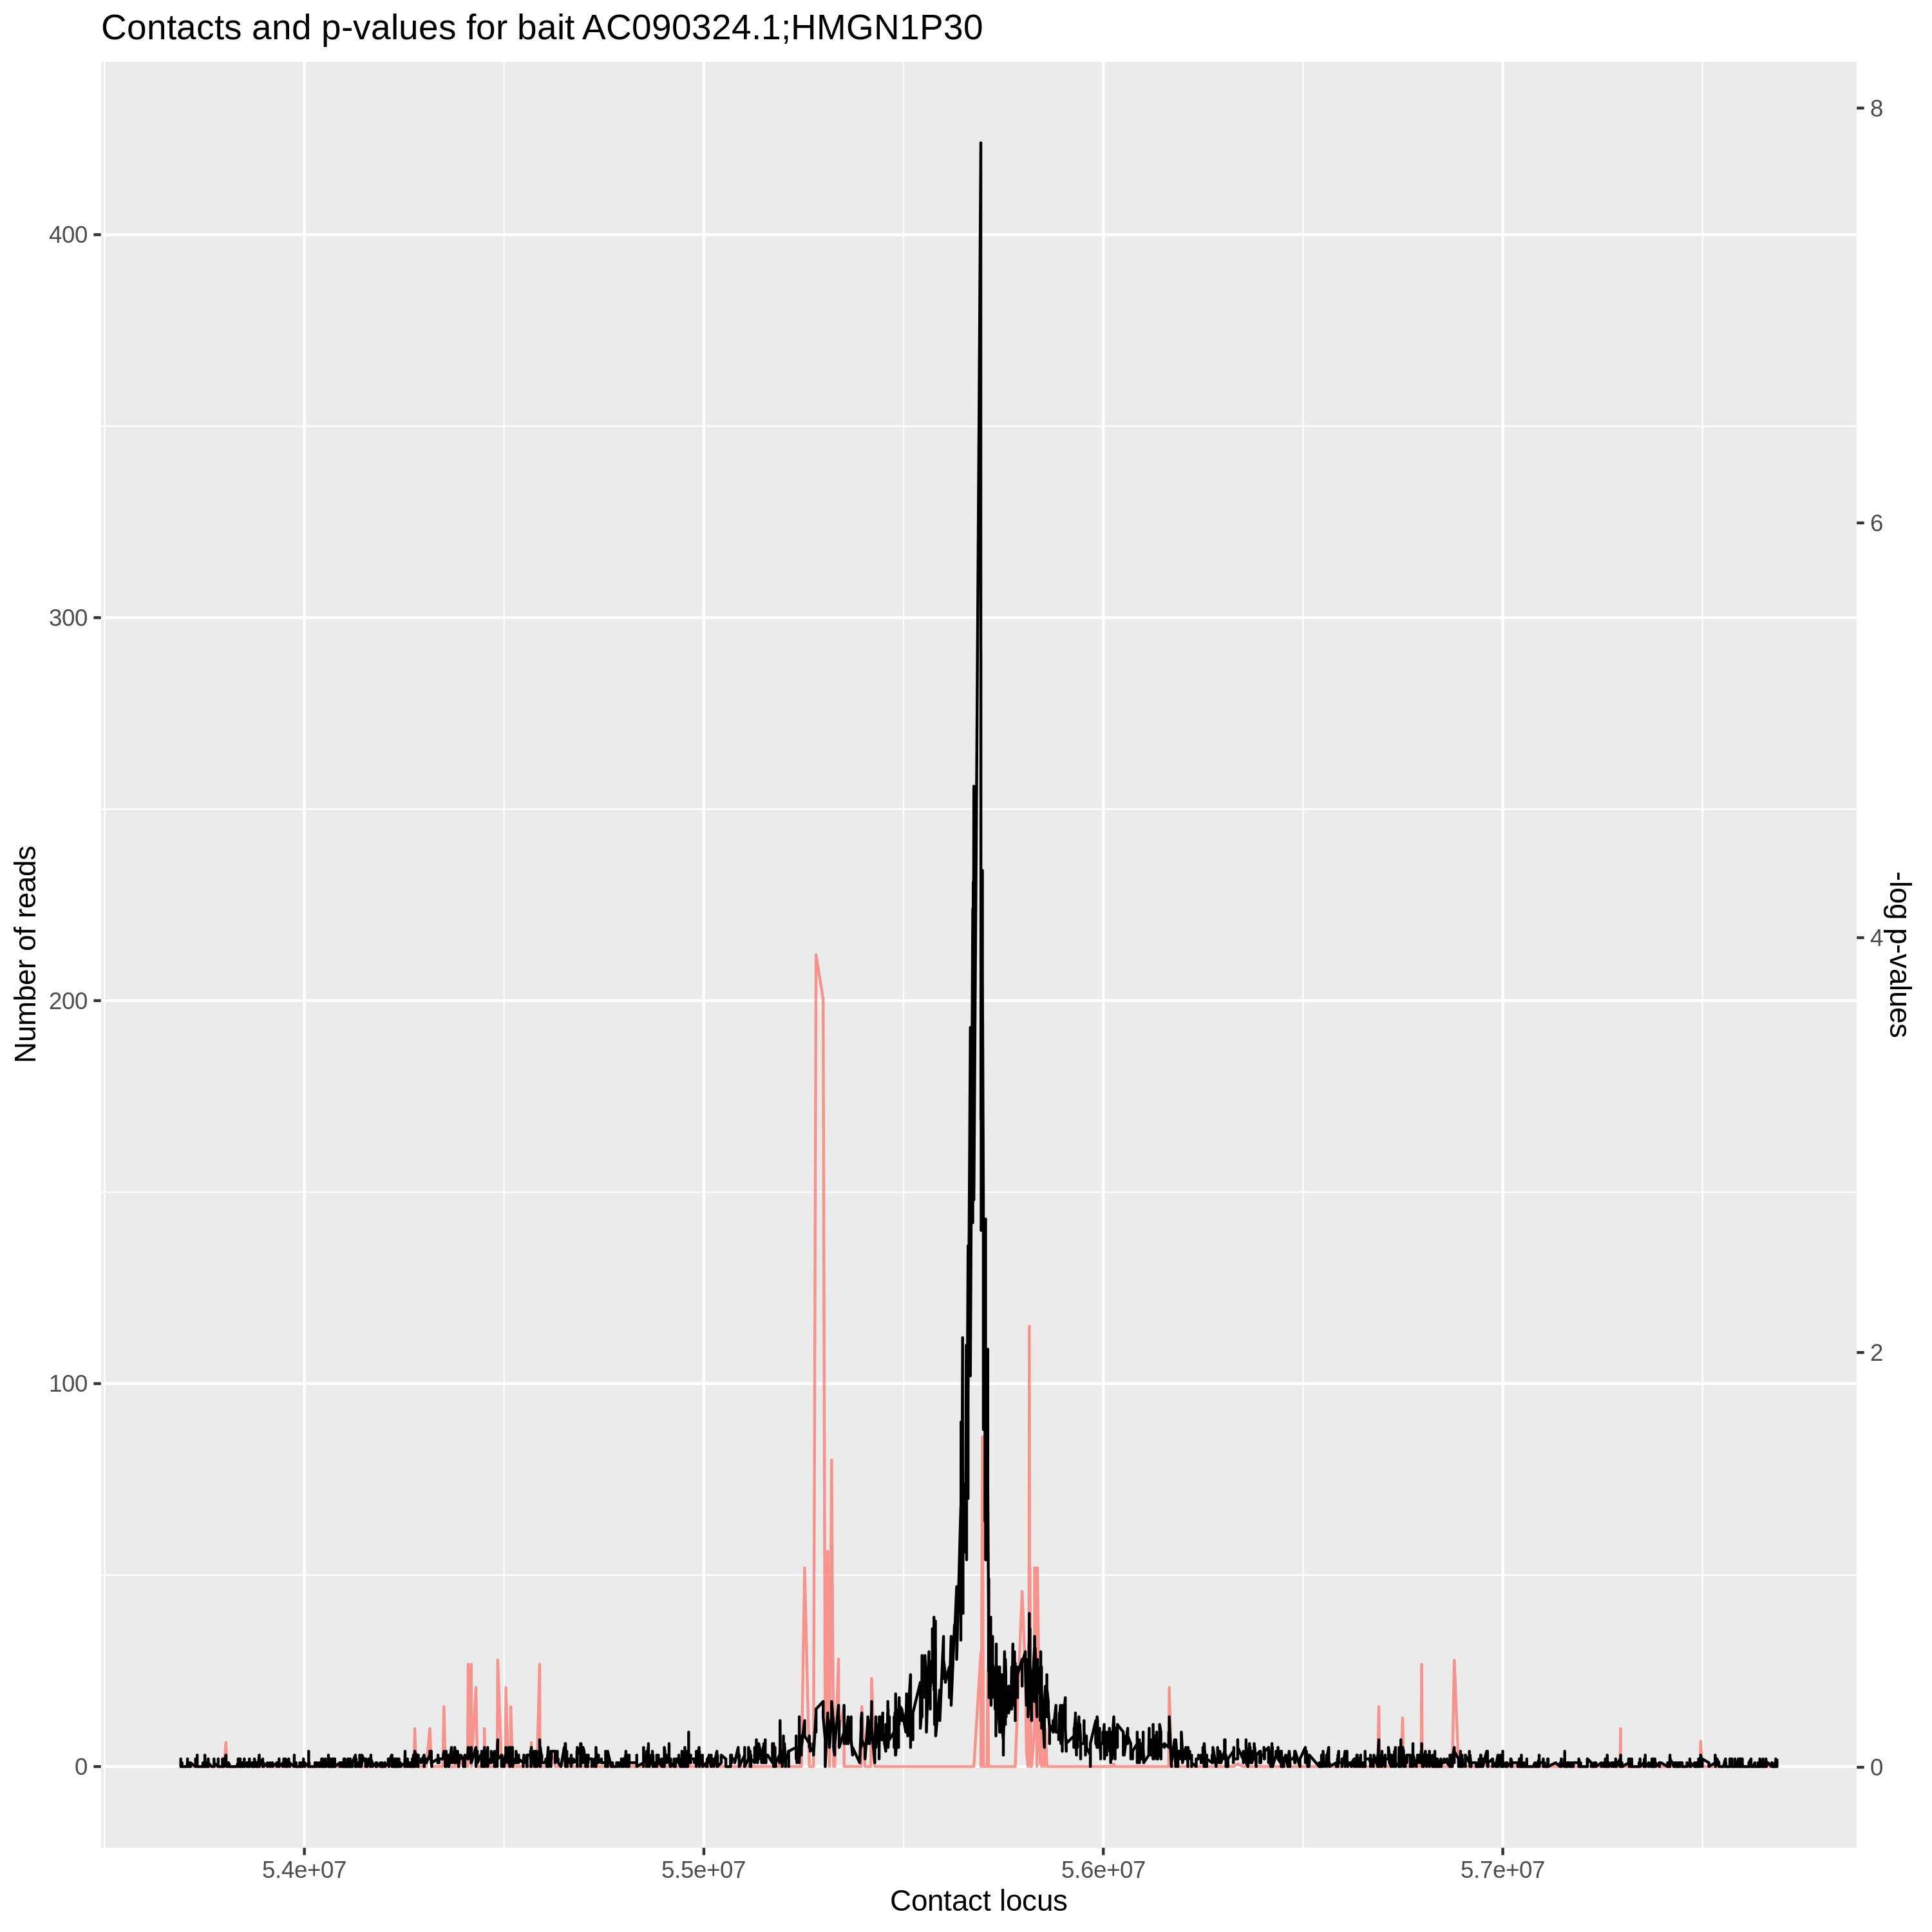 Contacts and p-values for bait AC090324.1;HMGN1P30
Number of reads
400
300
200
100
0
8
6
4
2
0
-log p-values
5.4e+07
5.5e+07
5.6e+07
5.7e+07
Contact locus